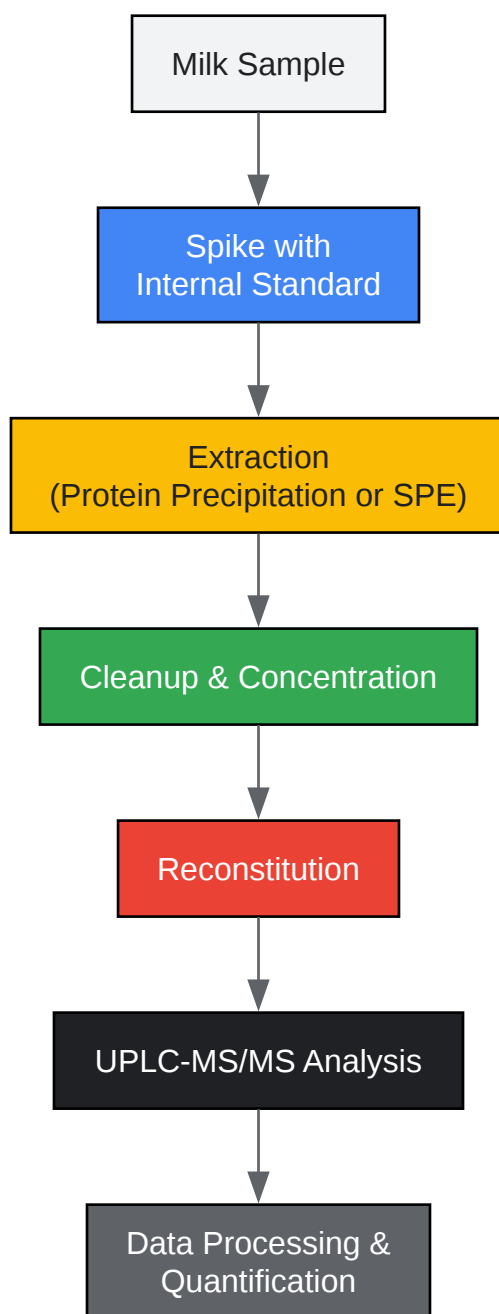 Milk Sample
Spike with
Internal Standard
Extraction
(Protein Precipitation or SPE)
Cleanup & Concentration
Reconstitution
UPLC-MS/MS Analysis
Data Processing &
Quantification